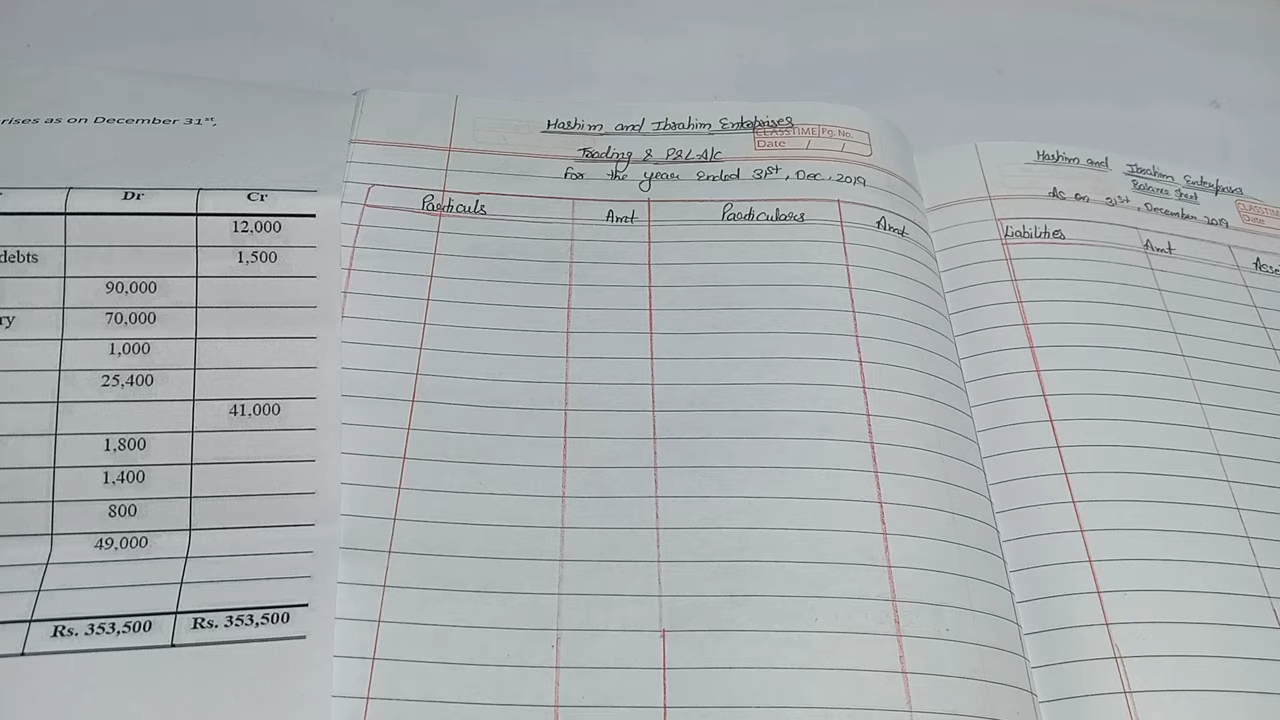 rises as on December 31st,
Dr Cr
12,000
debts 1,500
90,000
ry 70,000
1,000
25,400
41,000
1,800
1,400
800
49,000
Rs. 353,500 Rs. 353,500
Hashim and Ibrahim Enterprises
CLASSTIME Pg. No.
Date / /
Trading & P&L A/c
for the year ended 31st, Dec, 2019
Particuls Amt Particulars Amt
Hashim and Ibrahim Enterprises
Balance Sheet
As on 31st, December 2019
CLASSTIME
Date
Liabilities Amt Asse